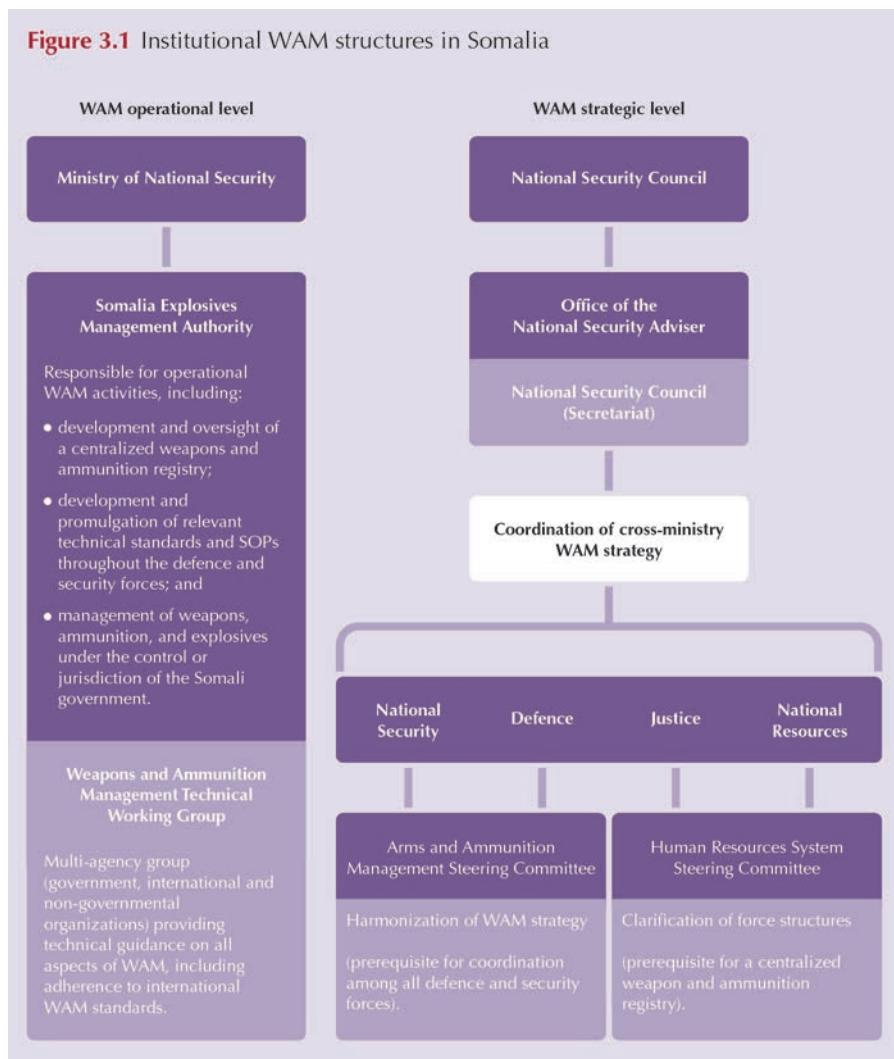 Figure 3.1 Institutional WAM structures in Somalia
WAM operational level
Ministry of National Security
Somalia Explosives
Management Authority
Responsible for operational
WAM activities, including:
• development and oversight of
a centralized weapons and
ammunition registry;
• development and
promulgation of relevant
technical standards and SOPs
throughout the defence and
security forces; and
• management of weapons,
ammunition, and explosives
under the control or
jurisdiction of the Somali
government.
Weapons and Ammunition
Management Technical
Working Group
Multi-agency group
(government, international and
non-governmental
organizations) providing
technical guidance on all
aspects of WAM, including
adherence to international
WAM standards.
WAM strategic level
National Security Council
Office of the
National Security Adviser
National Security Council
(Secretariat)
Coordination of cross-ministry
WAM strategy
National
Security
Defence
Justice
National
Resources
Arms and Ammunition
Management Steering Committee
Harmonization of WAM strategy
(prerequisite for coordination
among all defence and security
forces).
Human Resources System
Steering Committee
Clarification of force structures
(prerequisite for a centralized
weapon and ammunition
registry).